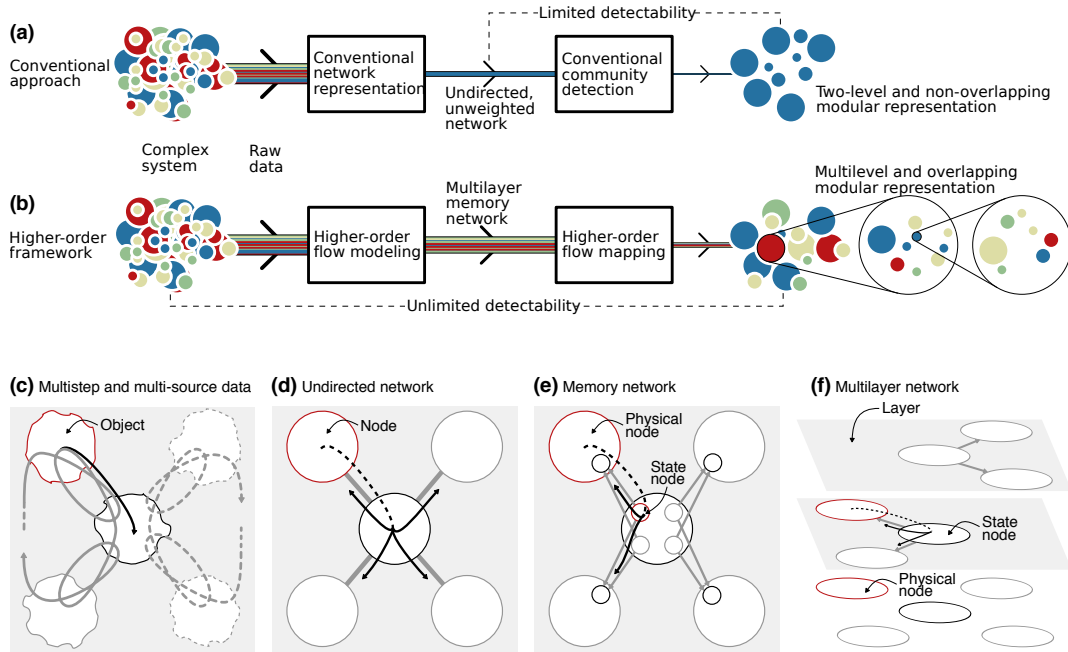 Limited detectability
(a)
Conventional
approach
Conventional
network
representation
Undirected,
unweighted
network
Conventional
community
detection
Two-level and non-overlapping
modular representation
Complex
system
Raw
data
Multilayer
memory
network
Multilevel and overlapping
modular representation
(b)
Higher-order
framework
Higher-order
flow modeling
Higher-order
flow mapping
Unlimited detectability
(c) Multistep and multi-source data
Object
(d) Undirected network
Node
(e) Memory network
Physical
node
State
node
(f) Multilayer network
Layer
State
node
Physical
node